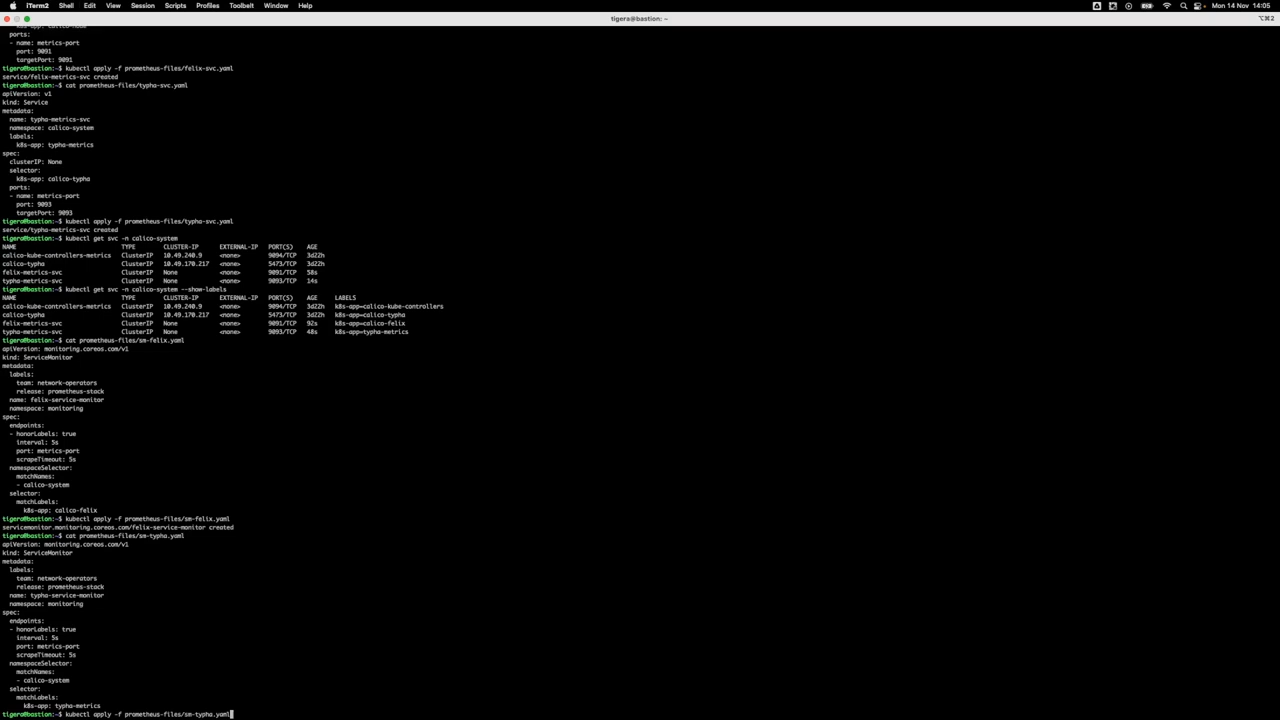 iTerm2 Shell Edit View Session Scripts Profiles Toolbelt Window Help Mon 14 Nov 14:05
tigera@bastion: ~ ⌥⌘2
ports:
- name: metrics-port
port: 9091
targetPort: 9091
tigera@bastion:~$ kubectl apply -f prometheus-files/felix-svc.yaml
service/felix-metrics-svc created
tigera@bastion:~$ cat prometheus-files/typha-svc.yaml
apiVersion: v1
kind: Service
metadata:
name: typha-metrics-svc
namespace: calico-system
labels:
k8s-app: typha-metrics
spec:
clusterIP: None
selector:
k8s-app: calico-typha
ports:
- name: metrics-port
port: 9093
targetPort: 9093
tigera@bastion:~$ kubectl apply -f prometheus-files/typha-svc.yaml
service/typha-metrics-svc created
tigera@bastion:~$ kubectl get svc -n calico-system
NAME TYPE CLUSTER-IP EXTERNAL-IP PORT(S) AGE
calico-kube-controllers-metrics ClusterIP 10.49.240.9 <none> 9094/TCP 3d22h
calico-typha ClusterIP 10.49.170.217 <none> 5473/TCP 3d22h
felix-metrics-svc ClusterIP None <none> 9091/TCP 58s
typha-metrics-svc ClusterIP None <none> 9093/TCP 14s
tigera@bastion:~$ kubectl get svc -n calico-system --show-labels
NAME TYPE CLUSTER-IP EXTERNAL-IP PORT(S) AGE LABELS
calico-kube-controllers-metrics ClusterIP 10.49.240.9 <none> 9094/TCP 3d22h k8s-app=calico-kube-controllers
calico-typha ClusterIP 10.49.170.217 <none> 5473/TCP 3d22h k8s-app=calico-typha
felix-metrics-svc ClusterIP None <none> 9091/TCP 92s k8s-app=calico-felix
typha-metrics-svc ClusterIP None <none> 9093/TCP 48s k8s-app=typha-metrics
tigera@bastion:~$ cat prometheus-files/sm-felix.yaml
apiVersion: monitoring.coreos.com/v1
kind: ServiceMonitor
metadata:
labels:
team: network-operators
release: prometheus-stack
name: felix-service-monitor
namespace: monitoring
spec:
endpoints:
- honorLabels: true
interval: 5s
port: metrics-port
scrapeTimeout: 5s
namespaceSelector:
matchNames:
- calico-system
selector:
matchLabels:
k8s-app: calico-felix
tigera@bastion:~$ kubectl apply -f prometheus-files/sm-felix.yaml
servicemonitor.monitoring.coreos.com/felix-service-monitor created
tigera@bastion:~$ cat prometheus-files/sm-typha.yaml
apiVersion: monitoring.coreos.com/v1
kind: ServiceMonitor
metadata:
labels:
team: network-operators
release: prometheus-stack
name: typha-service-monitor
namespace: monitoring
spec:
endpoints:
- honorLabels: true
interval: 5s
port: metrics-port
scrapeTimeout: 5s
namespaceSelector:
matchNames:
- calico-system
selector:
matchLabels:
k8s-app: typha-metrics
tigera@bastion:~$ kubectl apply -f prometheus-files/sm-typha.yaml